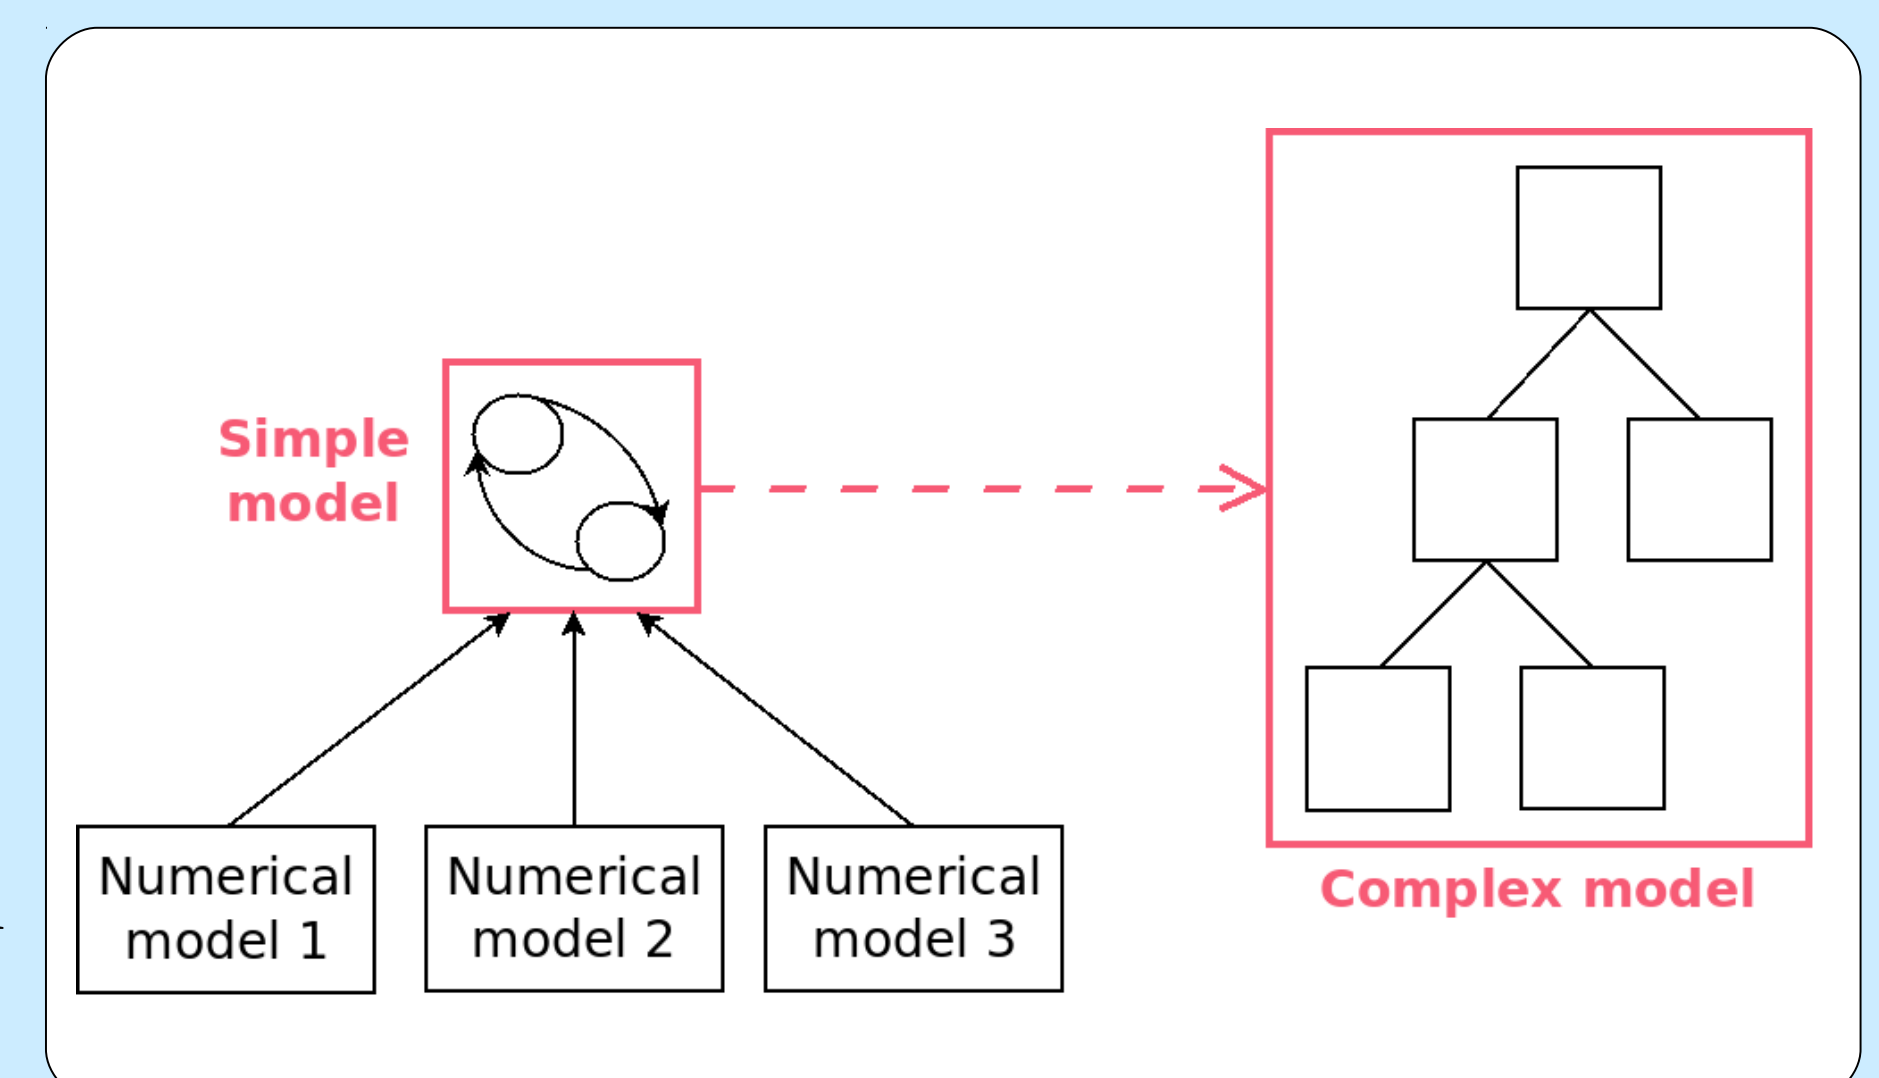 Simple
model
Numerical
model 1
Numerical
model 2
Numerical
model 3
Complex model